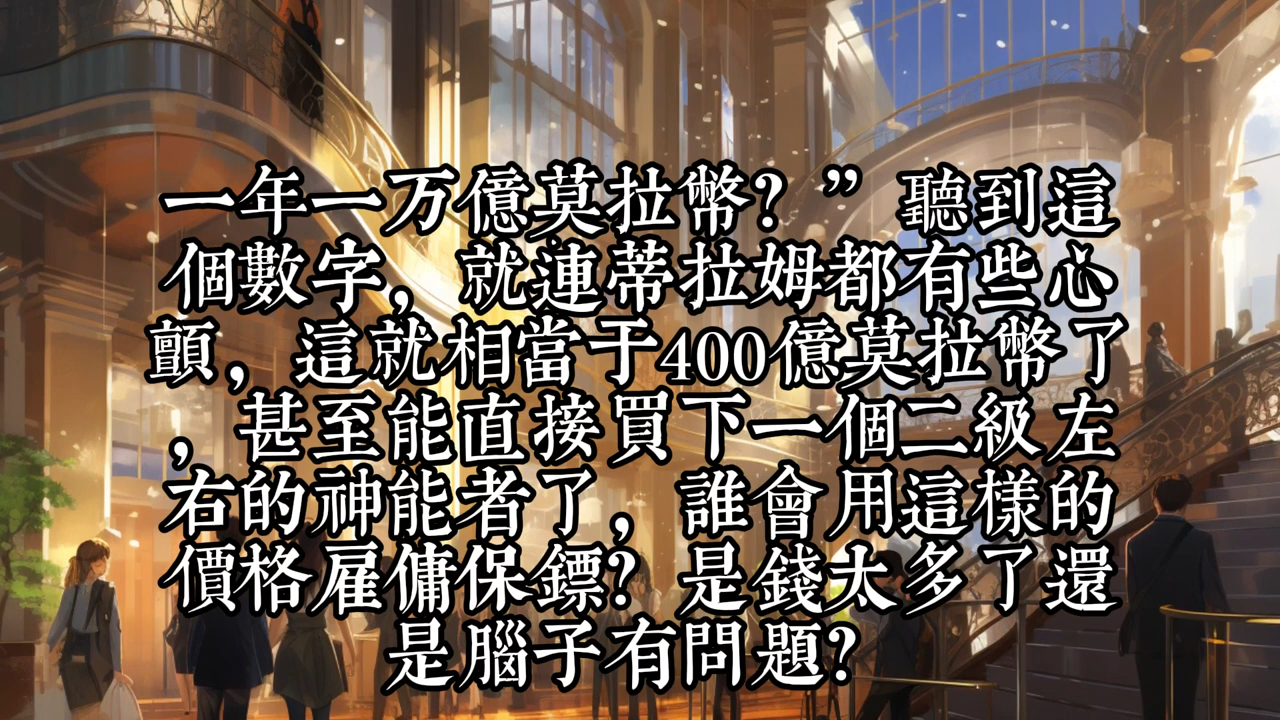 一年一万億莫拉幣？”聽到這
個數字，就連蒂拉姆都有些心
顫，這就相當于400億莫拉幣了
，甚至能直接買下一個二級左
右的神能者了，誰會用這樣的
價格雇傭保鏢？是錢太多了還
是腦子有問題？